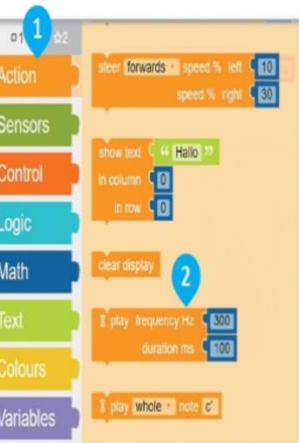 1
1 ☆2
Action
Sensors
Control
Logic
Math
Text
Colours
Variables
steer forwards speed % left 10
speed % right 30
show text “ Hallo ”
in column 0
in row 0
clear display
2
play frequency Hz 300
duration ms 100
play whole note c'